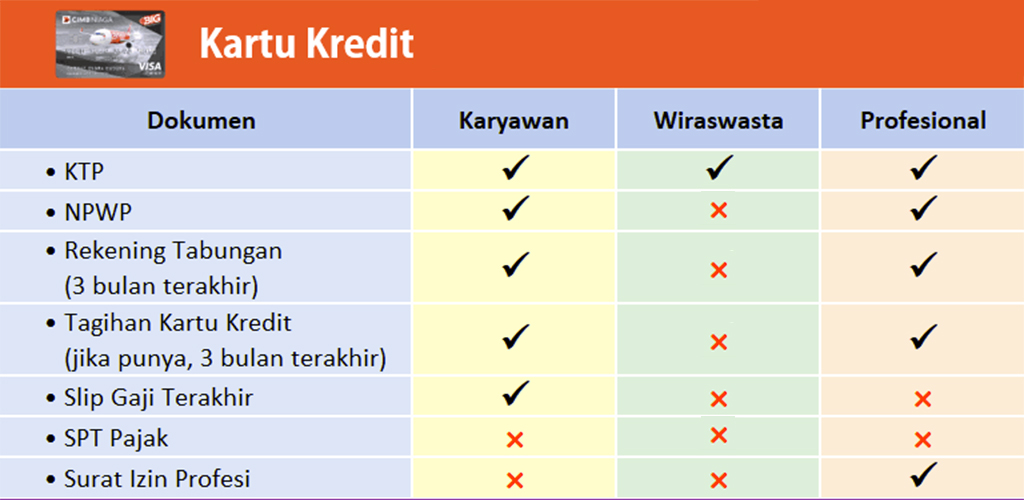 CIMB NIAGA
BIG
VISA
Kartu Kredit
Dokumen Karyawan Wiraswasta Profesional
• KTP ✓ ✓ ✓
• NPWP ✓ × ✓
• Rekening Tabungan
(3 bulan terakhir) ✓ × ✓
• Tagihan Kartu Kredit
(jika punya, 3 bulan terakhir) ✓ × ✓
• Slip Gaji Terakhir ✓ × ×
• SPT Pajak × × ×
• Surat Izin Profesi × × ✓